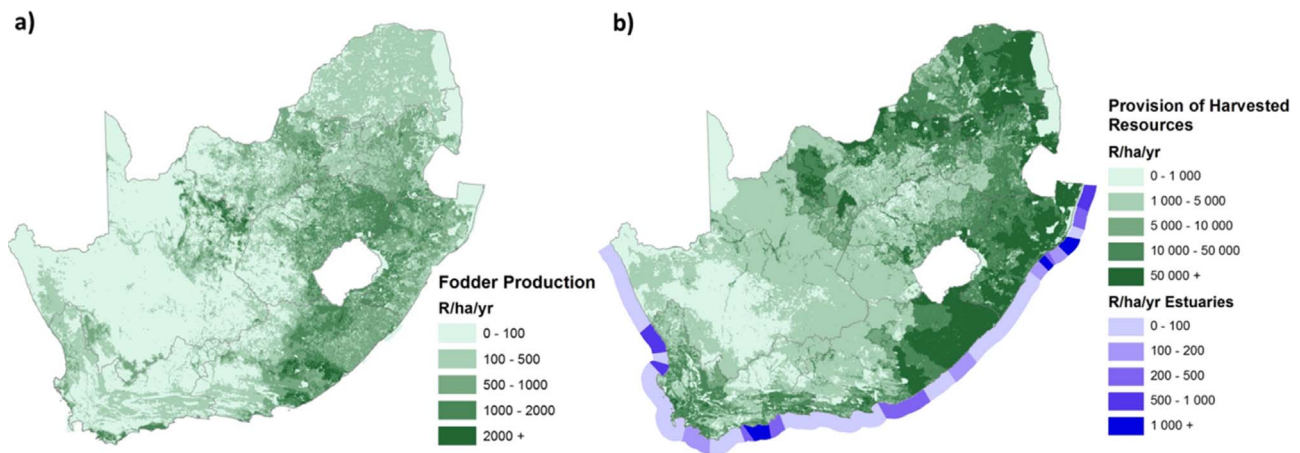 a)
Fodder Production
R/ha/yr
0 - 100
100 - 500
500 - 1000
1000 - 2000
2000 +
b)
Provision of Harvested
Resources
R/ha/yr
0 - 1 000
1 000 - 5 000
5 000 - 10 000
10 000 - 50 000
50 000 +
R/ha/yr Estuaries
0 - 100
100 - 200
200 - 500
500 - 1 000
1 000 +